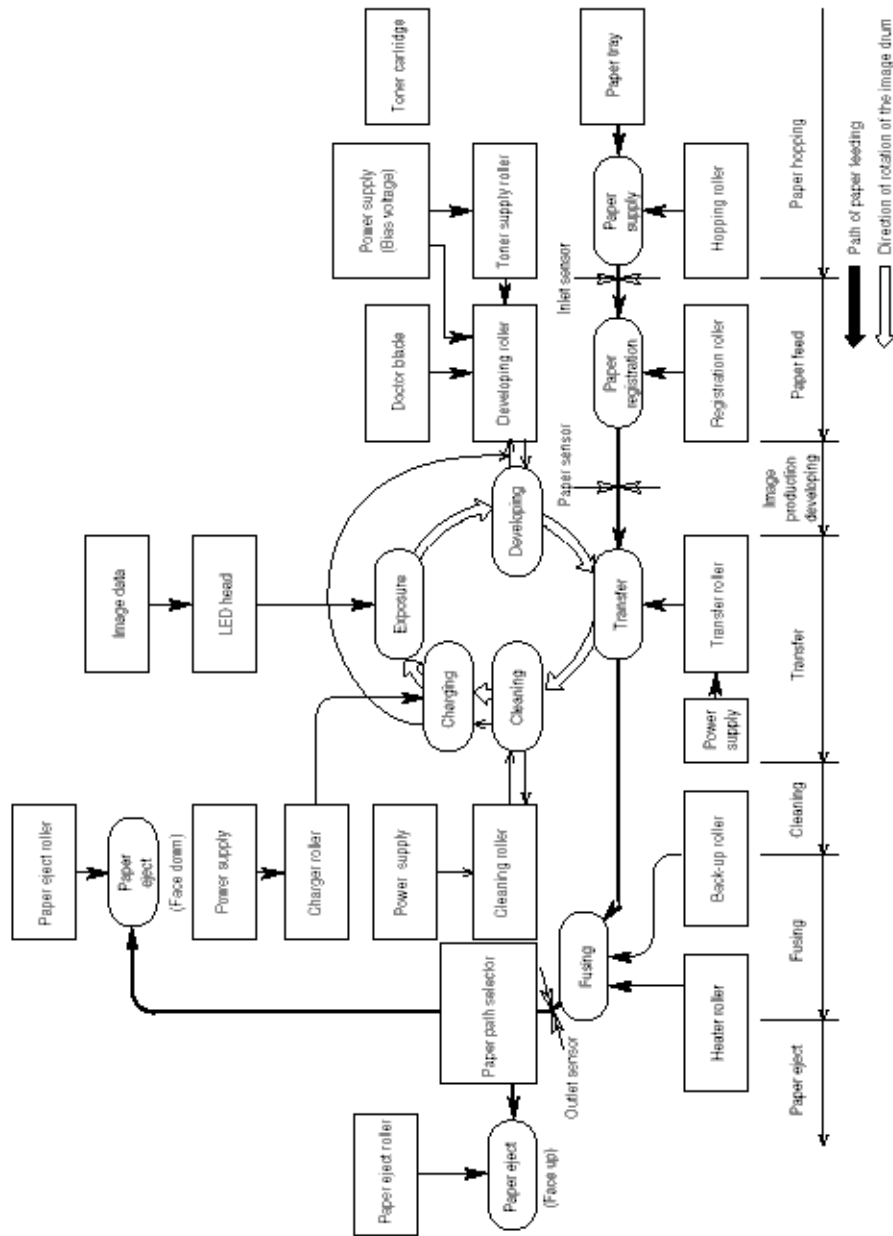 Toner cartridge
Paper tray
Power supply
(Bias voltage)
Toner supply roller
Paper
supply
Hopping roller
Paper hopping
Inlet sensor
Doctor blade
Developing roller
Paper
registration
Registration roller
Paper feed
Paper sensor
Developing
Image
production
developing
Image data
LED head
Exposure
Charging
Cleaning
Transfer
Transfer roller
Power
supply
Transfer
Paper eject roller
Paper
eject
(Face down)
Power supply
Charger roller
Power supply
Cleaning roller
Back-up roller
Cleaning
Paper path selector
Outlet sensor
Fusing
Heater roller
Fusing
Paper eject roller
Paper eject
(Face up)
Paper eject
Path of paper feeding
Direction of rotation of the image drum